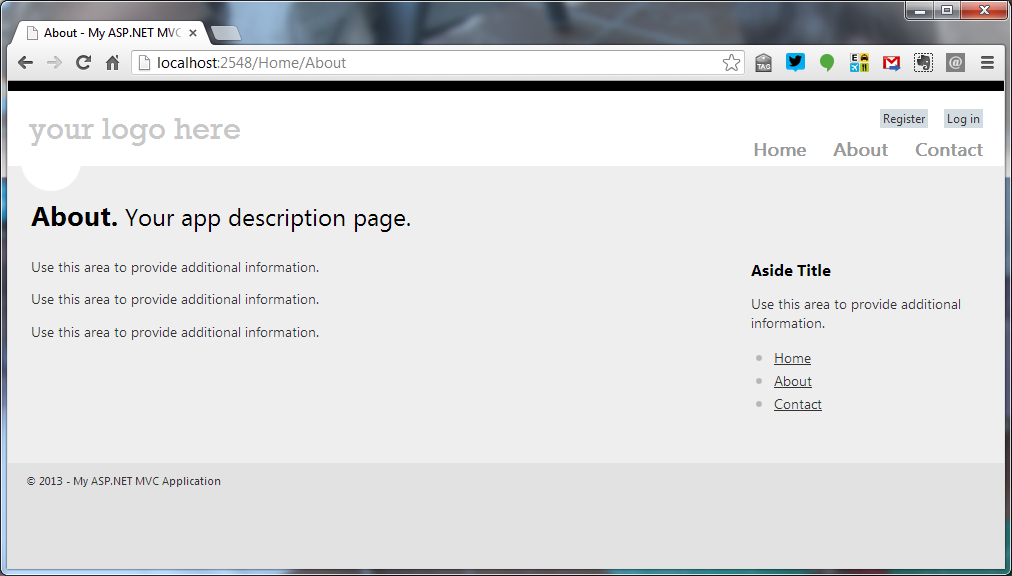 About - My ASP.NET MVC
localhost:2548/Home/About
TAG
E
@
your logo here
Register
Log in
Home
About
Contact
About. Your app description page.
Use this area to provide additional information.
Use this area to provide additional information.
Use this area to provide additional information.
Aside Title
Use this area to provide additional
information.
Home
About
Contact
© 2013 - My ASP.NET MVC Application